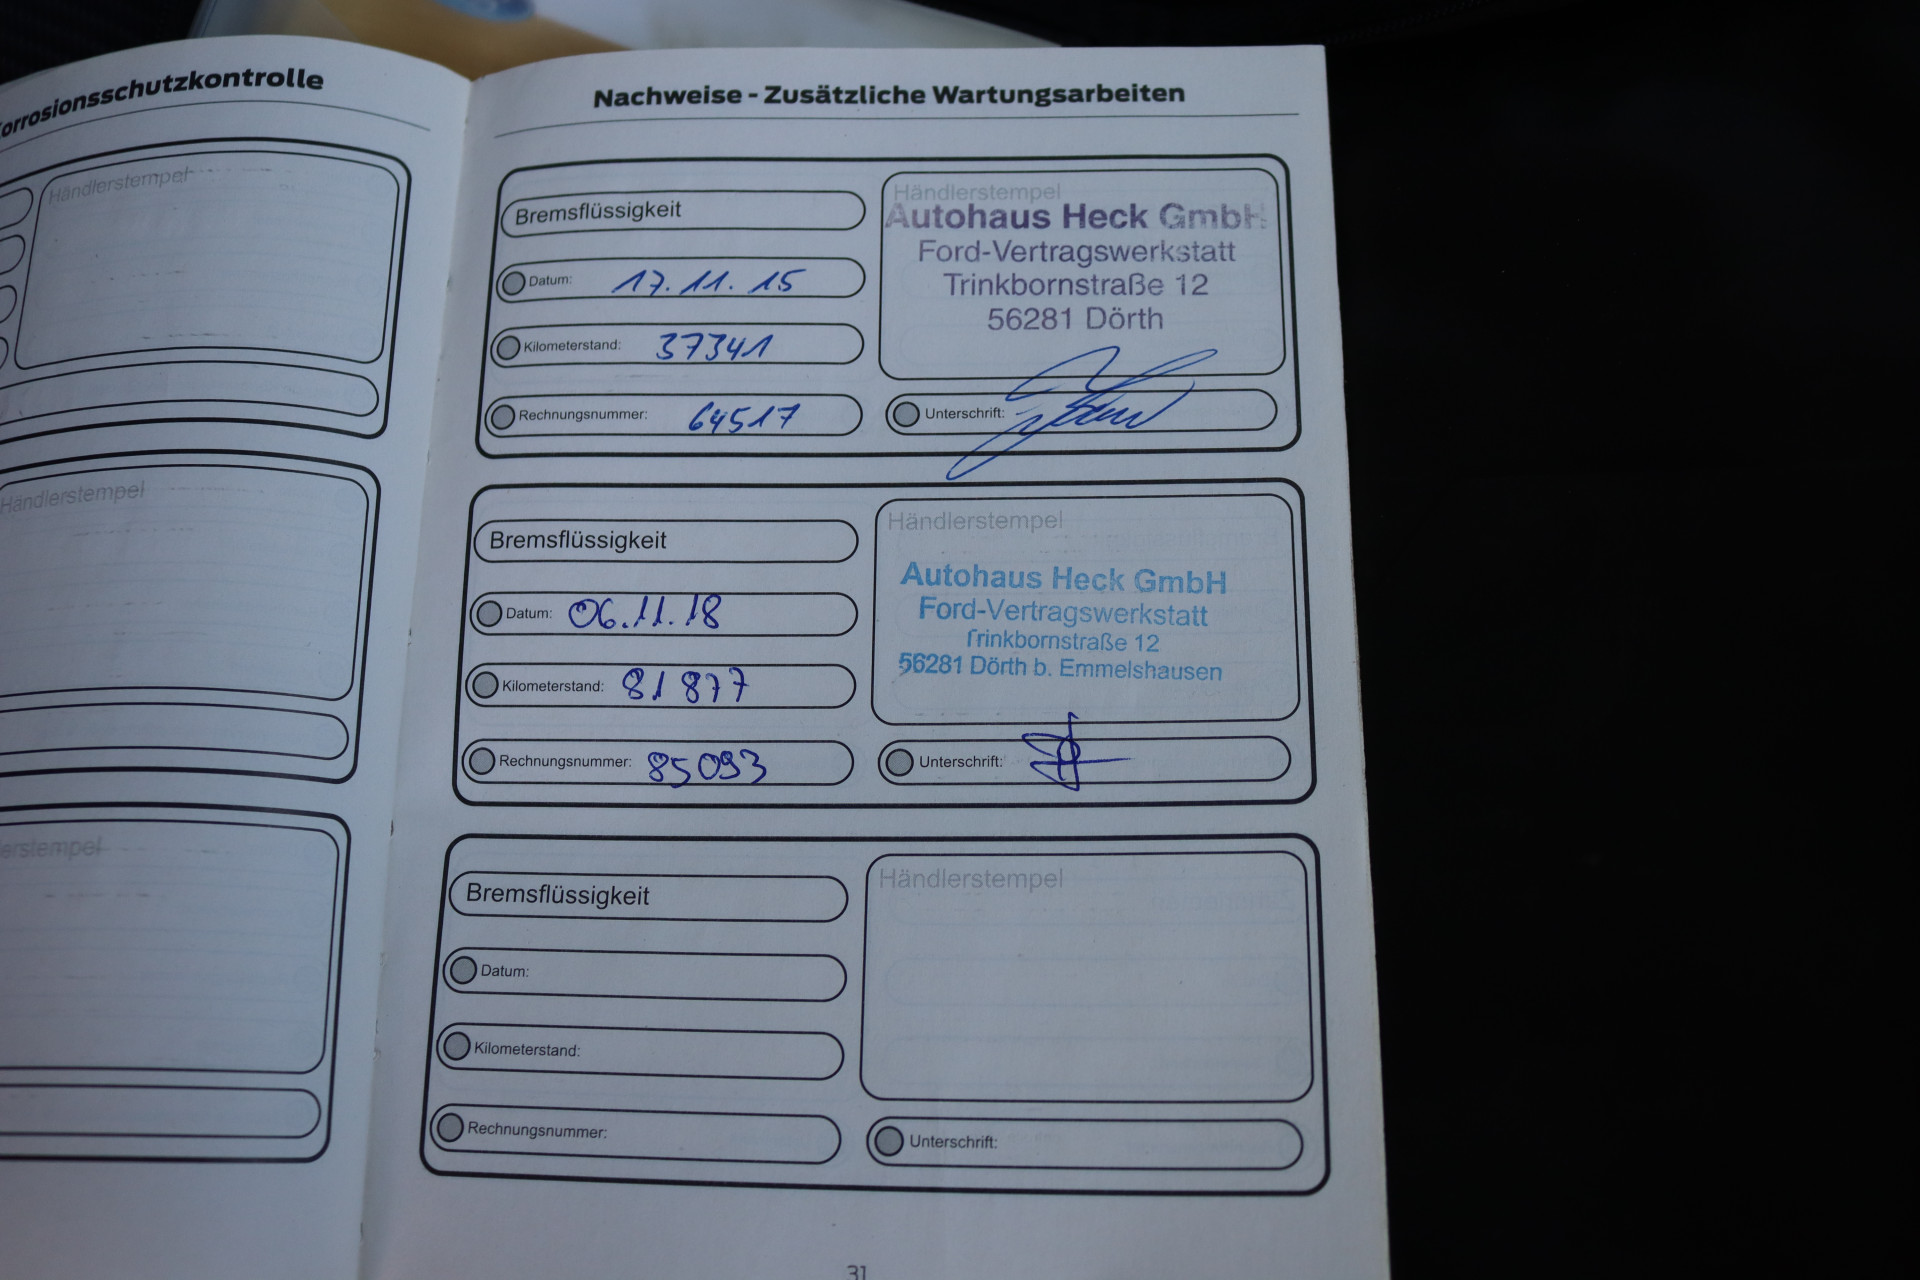 orrosionsschutzkontrolle
Händlerstempel
Händlerstempel
lerstempel
Nachweise - Zusätzliche Wartungsarbeiten
Bremsflüssigkeit
Datum: 17.11.15
Kilometerstand: 37341
Rechnungsnummer: 64517
Händlerstempel
Autohaus Heck GmbH
Ford-Vertragswerkstatt
Trinkbornstraße 12
56281 Dörth
Unterschrift:
Bremsflüssigkeit
Datum: 06.11.18
Kilometerstand: 81877
Rechnungsnummer: 85093
Händlerstempel
Autohaus Heck GmbH
Ford-Vertragswerkstatt
Trinkbornstraße 12
56281 Dörth b. Emmelshausen
Unterschrift:
Bremsflüssigkeit
Datum:
Kilometerstand:
Rechnungsnummer:
Händlerstempel
Unterschrift:
31